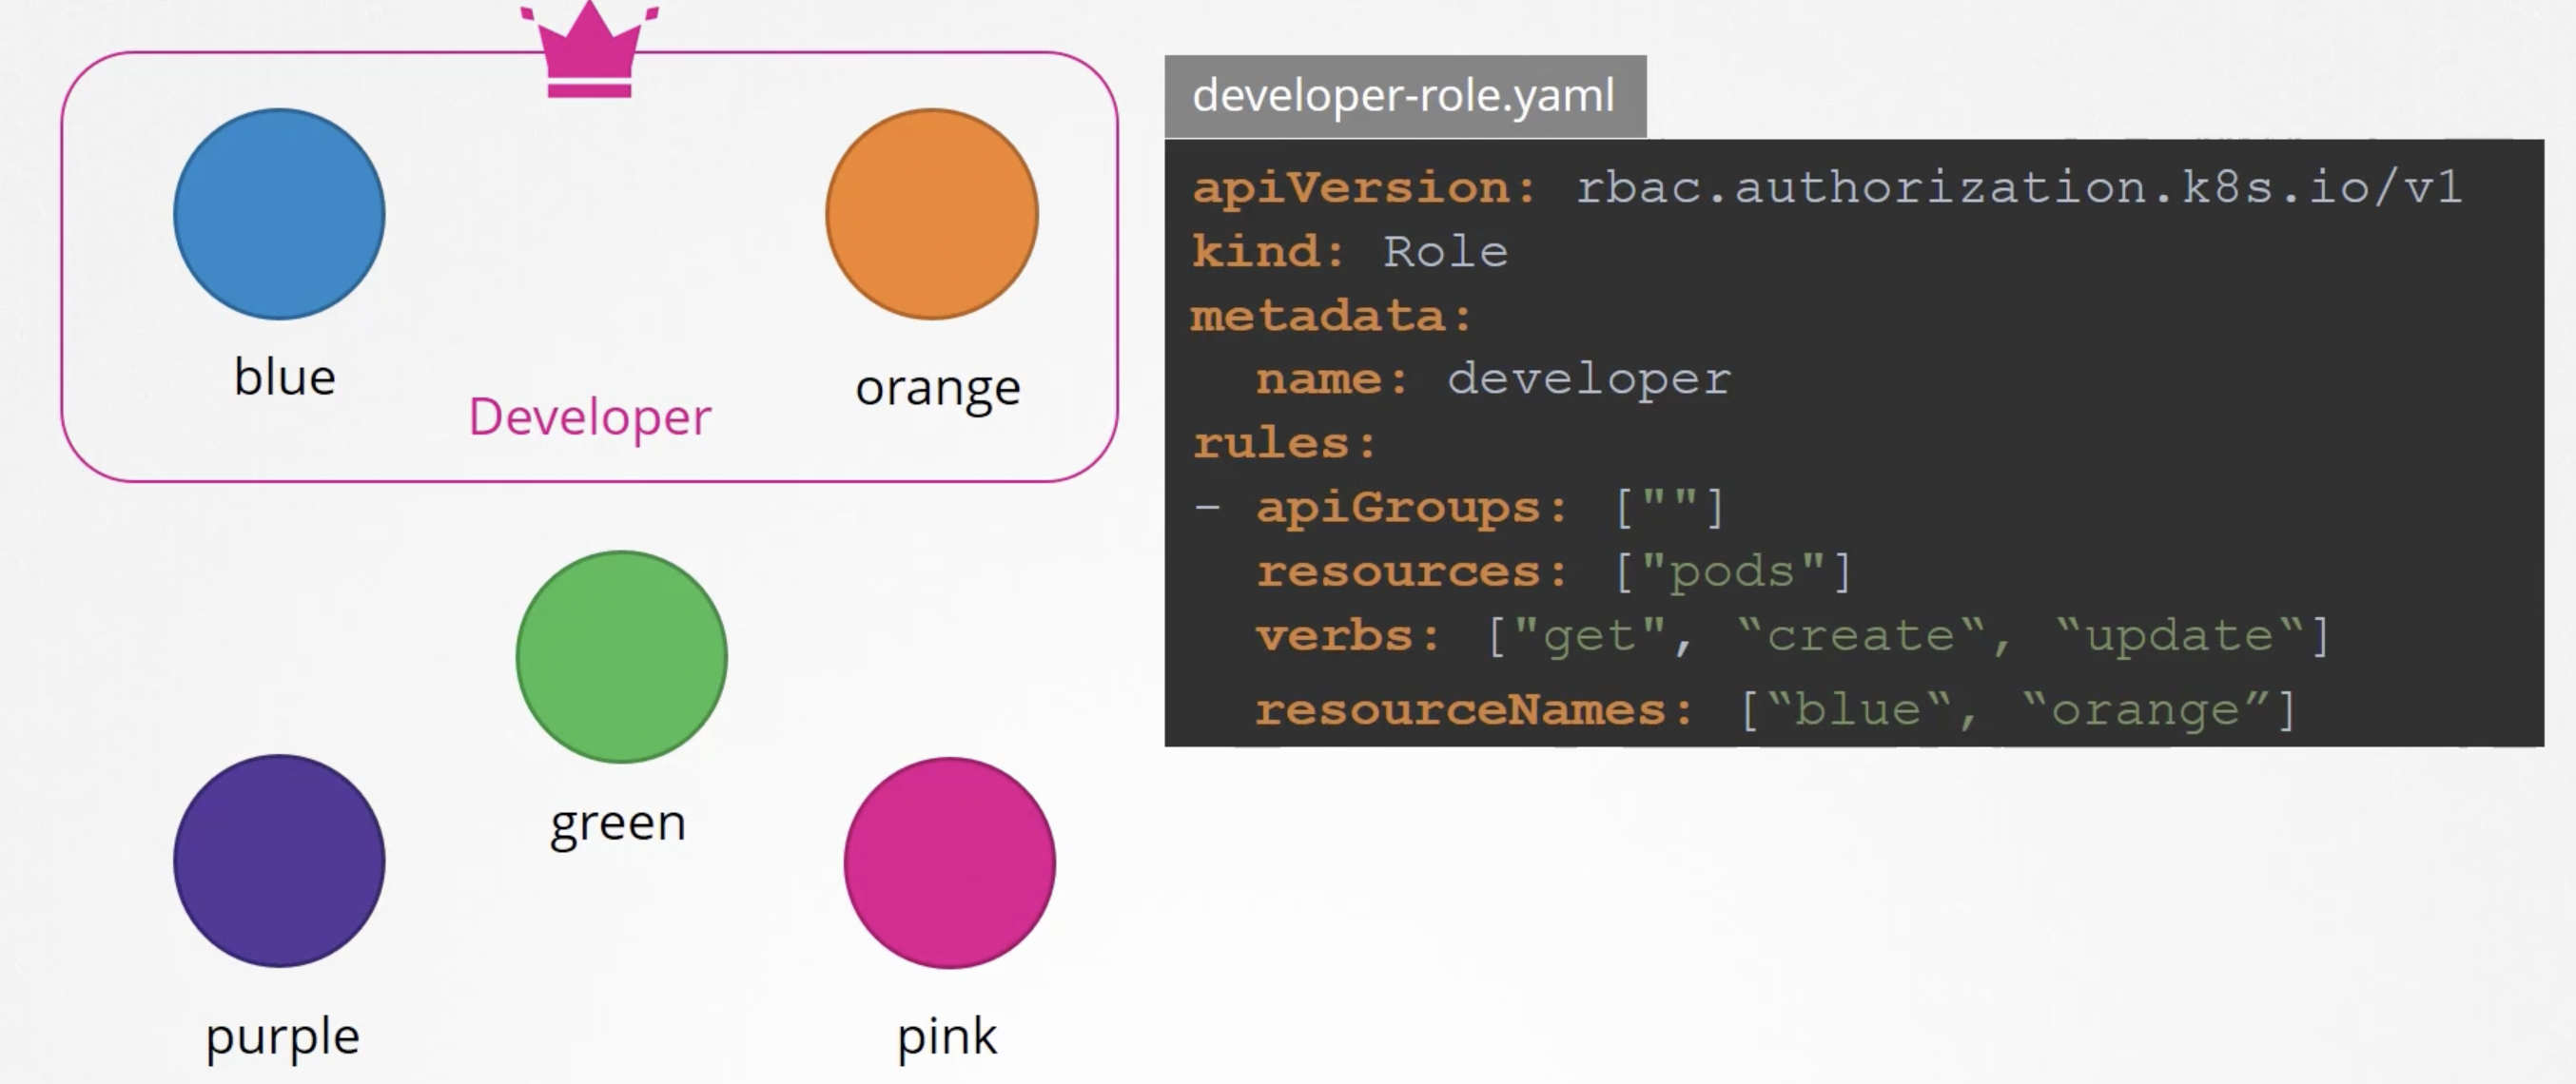 blue
orange
Developer
green
purple
pink
developer-role.yaml
apiVersion: rbac.authorization.k8s.io/v1
kind: Role
metadata:
  name: developer
rules:
- apiGroups: [""]
  resources: ["pods"]
  verbs: ["get", “create“, “update“]
  resourceNames: [“blue“, “orange”]